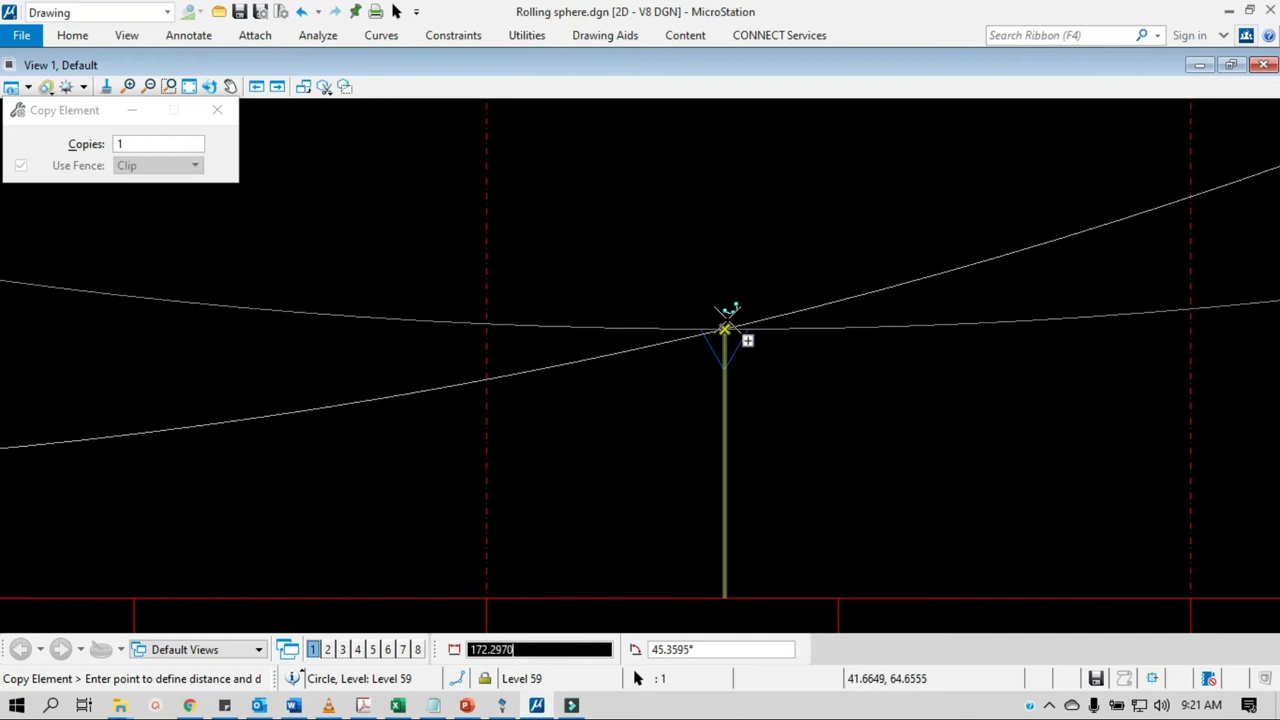 Drawing
Rolling sphere.dgn [2D - V8 DGN] - MicroStation
File Home View Annotate Attach Analyze Curves Constraints Utilities Drawing Aids Content CONNECT Services Search Ribbon (F4) Sign in
View 1, Default
Copy Element
Copies: 1
Use Fence: Clip
Default Views 1 2 3 4 5 6 7 8 172.2970 45.3595°
Copy Element > Enter point to define distance and d Circle, Level: Level 59 Level 59 : 1 41.6649, 64.6555
9:21 AM